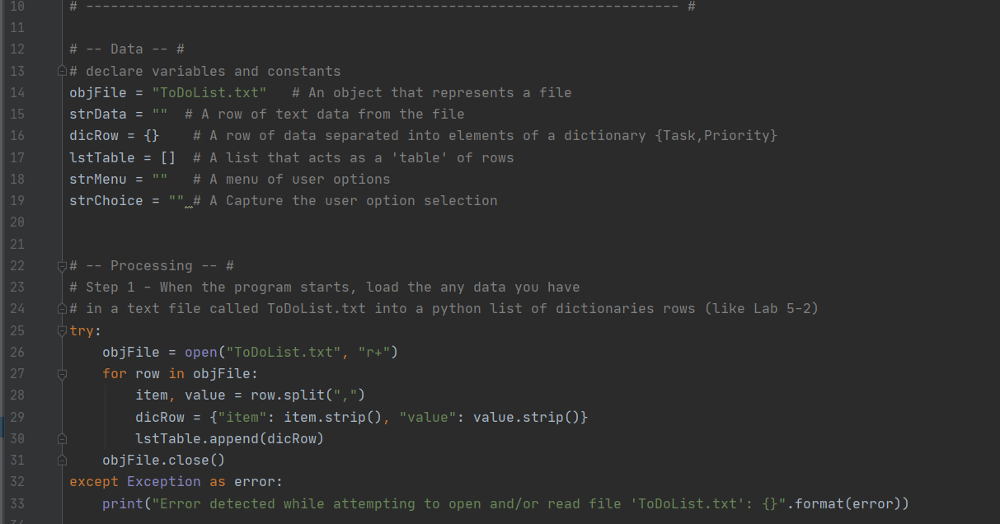 10 # --------------------------------------------------------------------------- #
11
12 # -- Data -- #
13 # declare variables and constants
14 objFile = "ToDoList.txt"   # An object that represents a file
15 strData = ""  # A row of text data from the file
16 dicRow = {}    # A row of data separated into elements of a dictionary {Task,Priority}
17 lstTable = []  # A list that acts as a 'table' of rows
18 strMenu = ""   # A menu of user options
19 strChoice = "" # A Capture the user option selection
20
21
22 # -- Processing -- #
23 # Step 1 - When the program starts, load the any data you have
24 # in a text file called ToDoList.txt into a python list of dictionaries rows (like Lab 5-2)
25 try:
26     objFile = open("ToDoList.txt", "r+")
27     for row in objFile:
28         item, value = row.split(",")
29         dicRow = {"item": item.strip(), "value": value.strip()}
30         lstTable.append(dicRow)
31     objFile.close()
32 except Exception as error:
33     print("Error detected while attempting to open and/or read file 'ToDoList.txt': {}".format(error))